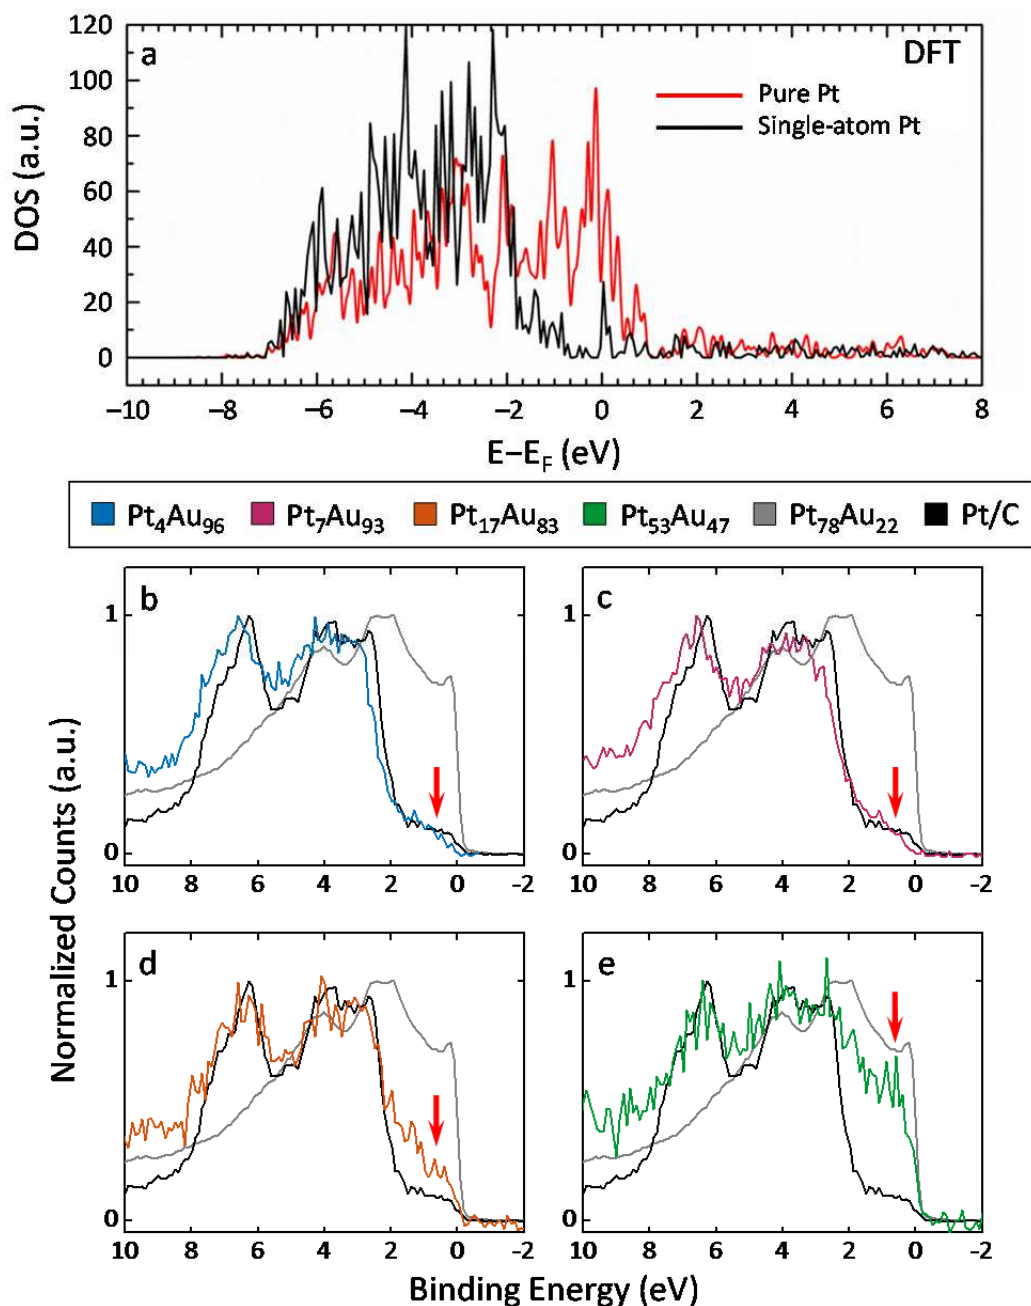 a
DFT
120
100
80
60
40
20
0
DOS (a.u.)
Pure Pt
Single-atom Pt
−10 −8 −6 −4 −2 0 2 4 6 8
E−E_F (eV)
Pt₄Au₉₆ Pt₇Au₉₃ Pt₁₇Au₈₃ Pt₅₃Au₄₇ Pt₇₈Au₂₂ Pt/C
Normalized Counts (a.u.)
b
1
0
10 8 6 4 2 0 -2
c
1
0
10 8 6 4 2 0 -2
d
1
0
10 8 6 4 2 0 -2
e
1
0
10 8 6 4 2 0 -2
Binding Energy (eV)